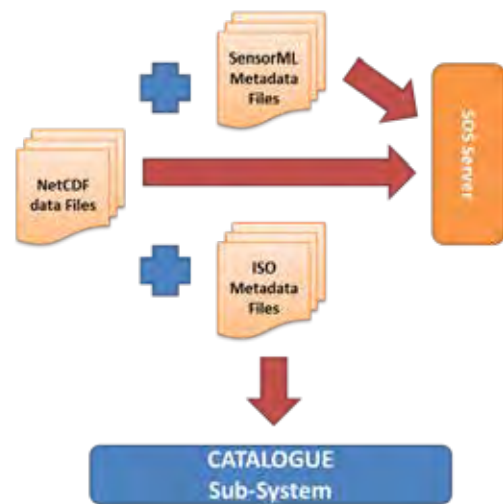 SensorML
Metadata
Files
SOS Server
NetCDF
data Files
ISO
Metadata
Files
CATALOGUE
Sub-System